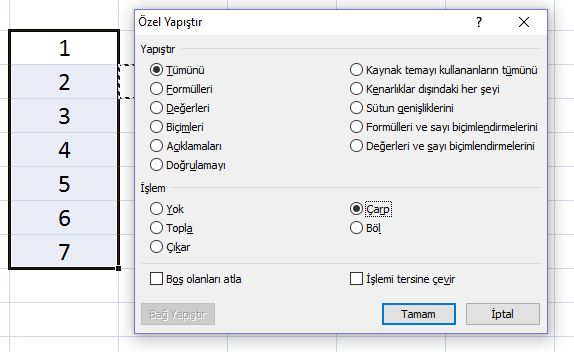 Özel Yapıştır
1
2
3
4
5
6
7
Yapıştır
Tümünü
Kaynak temayı kullananların tümünü
Formülleri
Kenarlıklar dışındaki her şeyi
Değerleri
Sütun genişliklerini
Biçimleri
Formülleri ve sayı biçimlendirmelerini
Açıklamaları
Değerleri ve sayı biçimlendirmelerini
Doğrulamayı
İşlem
Yok
Çarp
Topla
Böl
Çıkar
Boş olanları atla
İşlemi tersine çevir
Bağ Yapıştır
Tamam
İptal